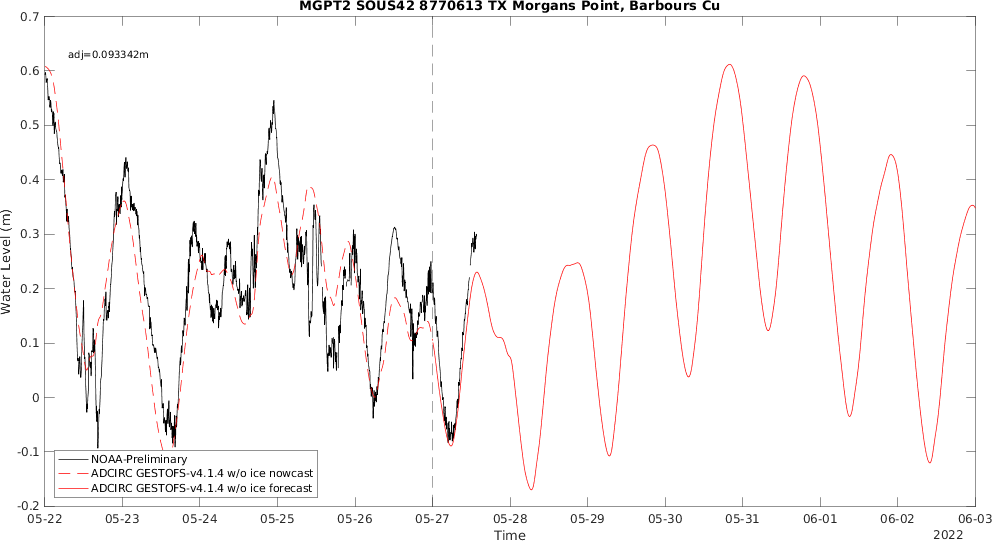 MGPT2 SOUS42 8770613 TX Morgans Point, Barbours Cu
adj=0.093342m
Water Level (m)
0.7
0.6
0.5
0.4
0.3
0.2
0.1
0
-0.1
-0.2
NOAA-Preliminary
ADCIRC GESTOFS-v4.1.4 w/o ice nowcast
ADCIRC GESTOFS-v4.1.4 w/o ice forecast
05-22 05-23 05-24 05-25 05-26 05-27 05-28 05-29 05-30 05-31 06-01 06-02 06-03
Time
2022